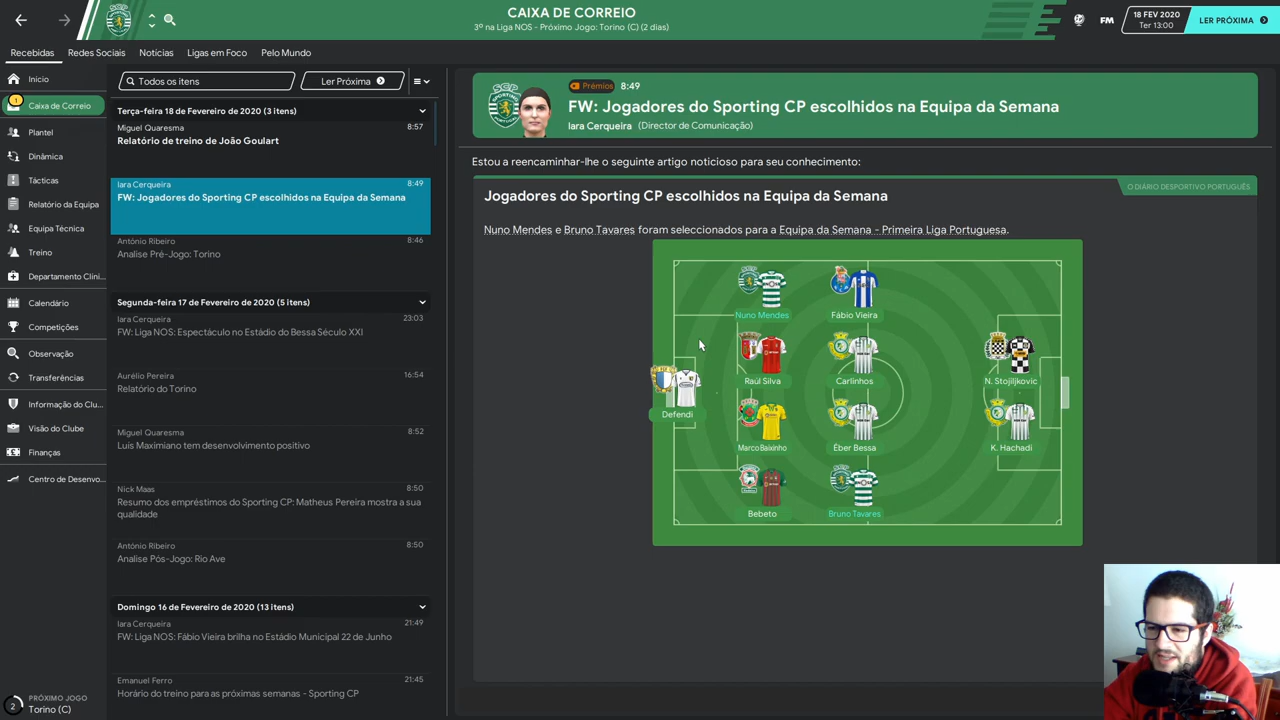 CAIXA DE CORREIO
3º na Liga NOS - Próximo Jogo: Torino (C) (2 dias)
FM
18 FEV 2020
Ter 13:00
LER PRÓXIMA
Recebidas
Redes Sociais
Notícias
Ligas em Foco
Pelo Mundo
Início
1
Caixa de Correio
Plantel
Dinâmica
Tácticas
Relatório da Equipa
Equipa Técnica
Treino
Departamento Clíni...
Calendário
Competições
Observação
Transferências
Informação do Clu...
Visão do Clube
Finanças
Centro de Desenvo...
2
PRÓXIMO JOGO
Torino (C)
Todos os itens
Ler Próxima
Terça-feira 18 de Fevereiro de 2020 (3 itens)
Miguel Quaresma 8:57
Relatório de treino de João Goulart
Iara Cerqueira 8:49
FW: Jogadores do Sporting CP escolhidos na Equipa da Semana
António Ribeiro 8:46
Analise Pré-Jogo: Torino
Segunda-feira 17 de Fevereiro de 2020 (5 itens)
Iara Cerqueira 23:03
FW: Liga NOS: Espectáculo no Estádio do Bessa Século XXI
Aurélio Pereira 16:54
Relatório do Torino
Miguel Quaresma 8:52
Luís Maximiano tem desenvolvimento positivo
Nick Maas 8:50
Resumo dos empréstimos do Sporting CP: Matheus Pereira mostra a sua
qualidade
António Ribeiro 8:50
Analise Pós-Jogo: Rio Ave
Domingo 16 de Fevereiro de 2020 (13 itens)
Iara Cerqueira 21:49
FW: Liga NOS: Fábio Vieira brilha no Estádio Municipal 22 de Junho
Emanuel Ferro 21:45
Horário do treino para as próximas semanas - Sporting CP
Prémios 8:49
FW: Jogadores do Sporting CP escolhidos na Equipa da Semana
Iara Cerqueira (Director de Comunicação)
Estou a reencaminhar-lhe o seguinte artigo noticioso para seu conhecimento:
O DIÁRIO DESPORTIVO PORTUGUÊS
Jogadores do Sporting CP escolhidos na Equipa da Semana
Nuno Mendes e Bruno Tavares foram seleccionados para a Equipa da Semana - Primeira Liga Portuguesa.
Nuno Mendes
Fábio Vieira
Raúl Silva
Carlinhos
N. Stojiljkovic
Defendi
Marco Baixinho
Éber Bessa
K. Hachadi
Bebeto
Bruno Tavares